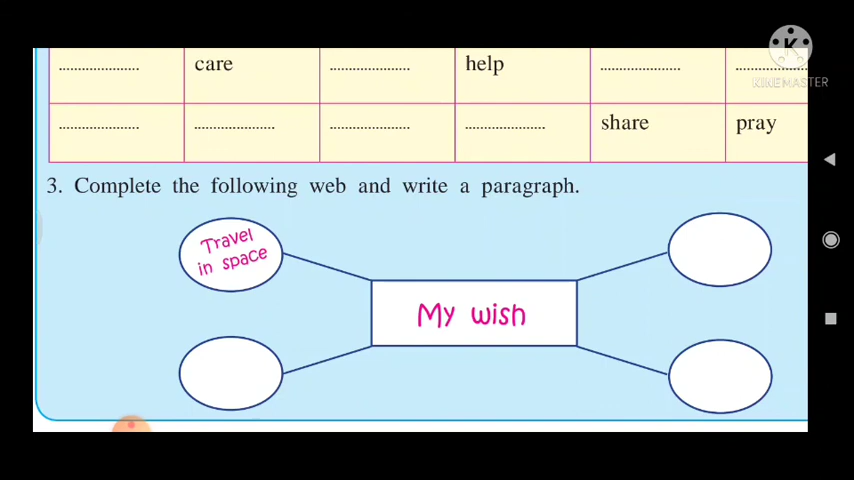 K
KINEMASTER
.................... care .................... help .................... ....................
.................... .................... .................... .................... share pray
3. Complete the following web and write a paragraph.
Travel
in space
My wish